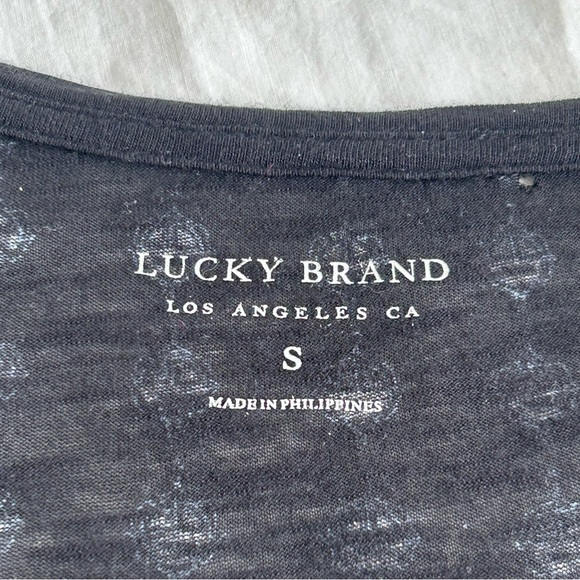 LUCKY BRAND
LOS ANGELES CA
S
MADE IN PHILIPPINES